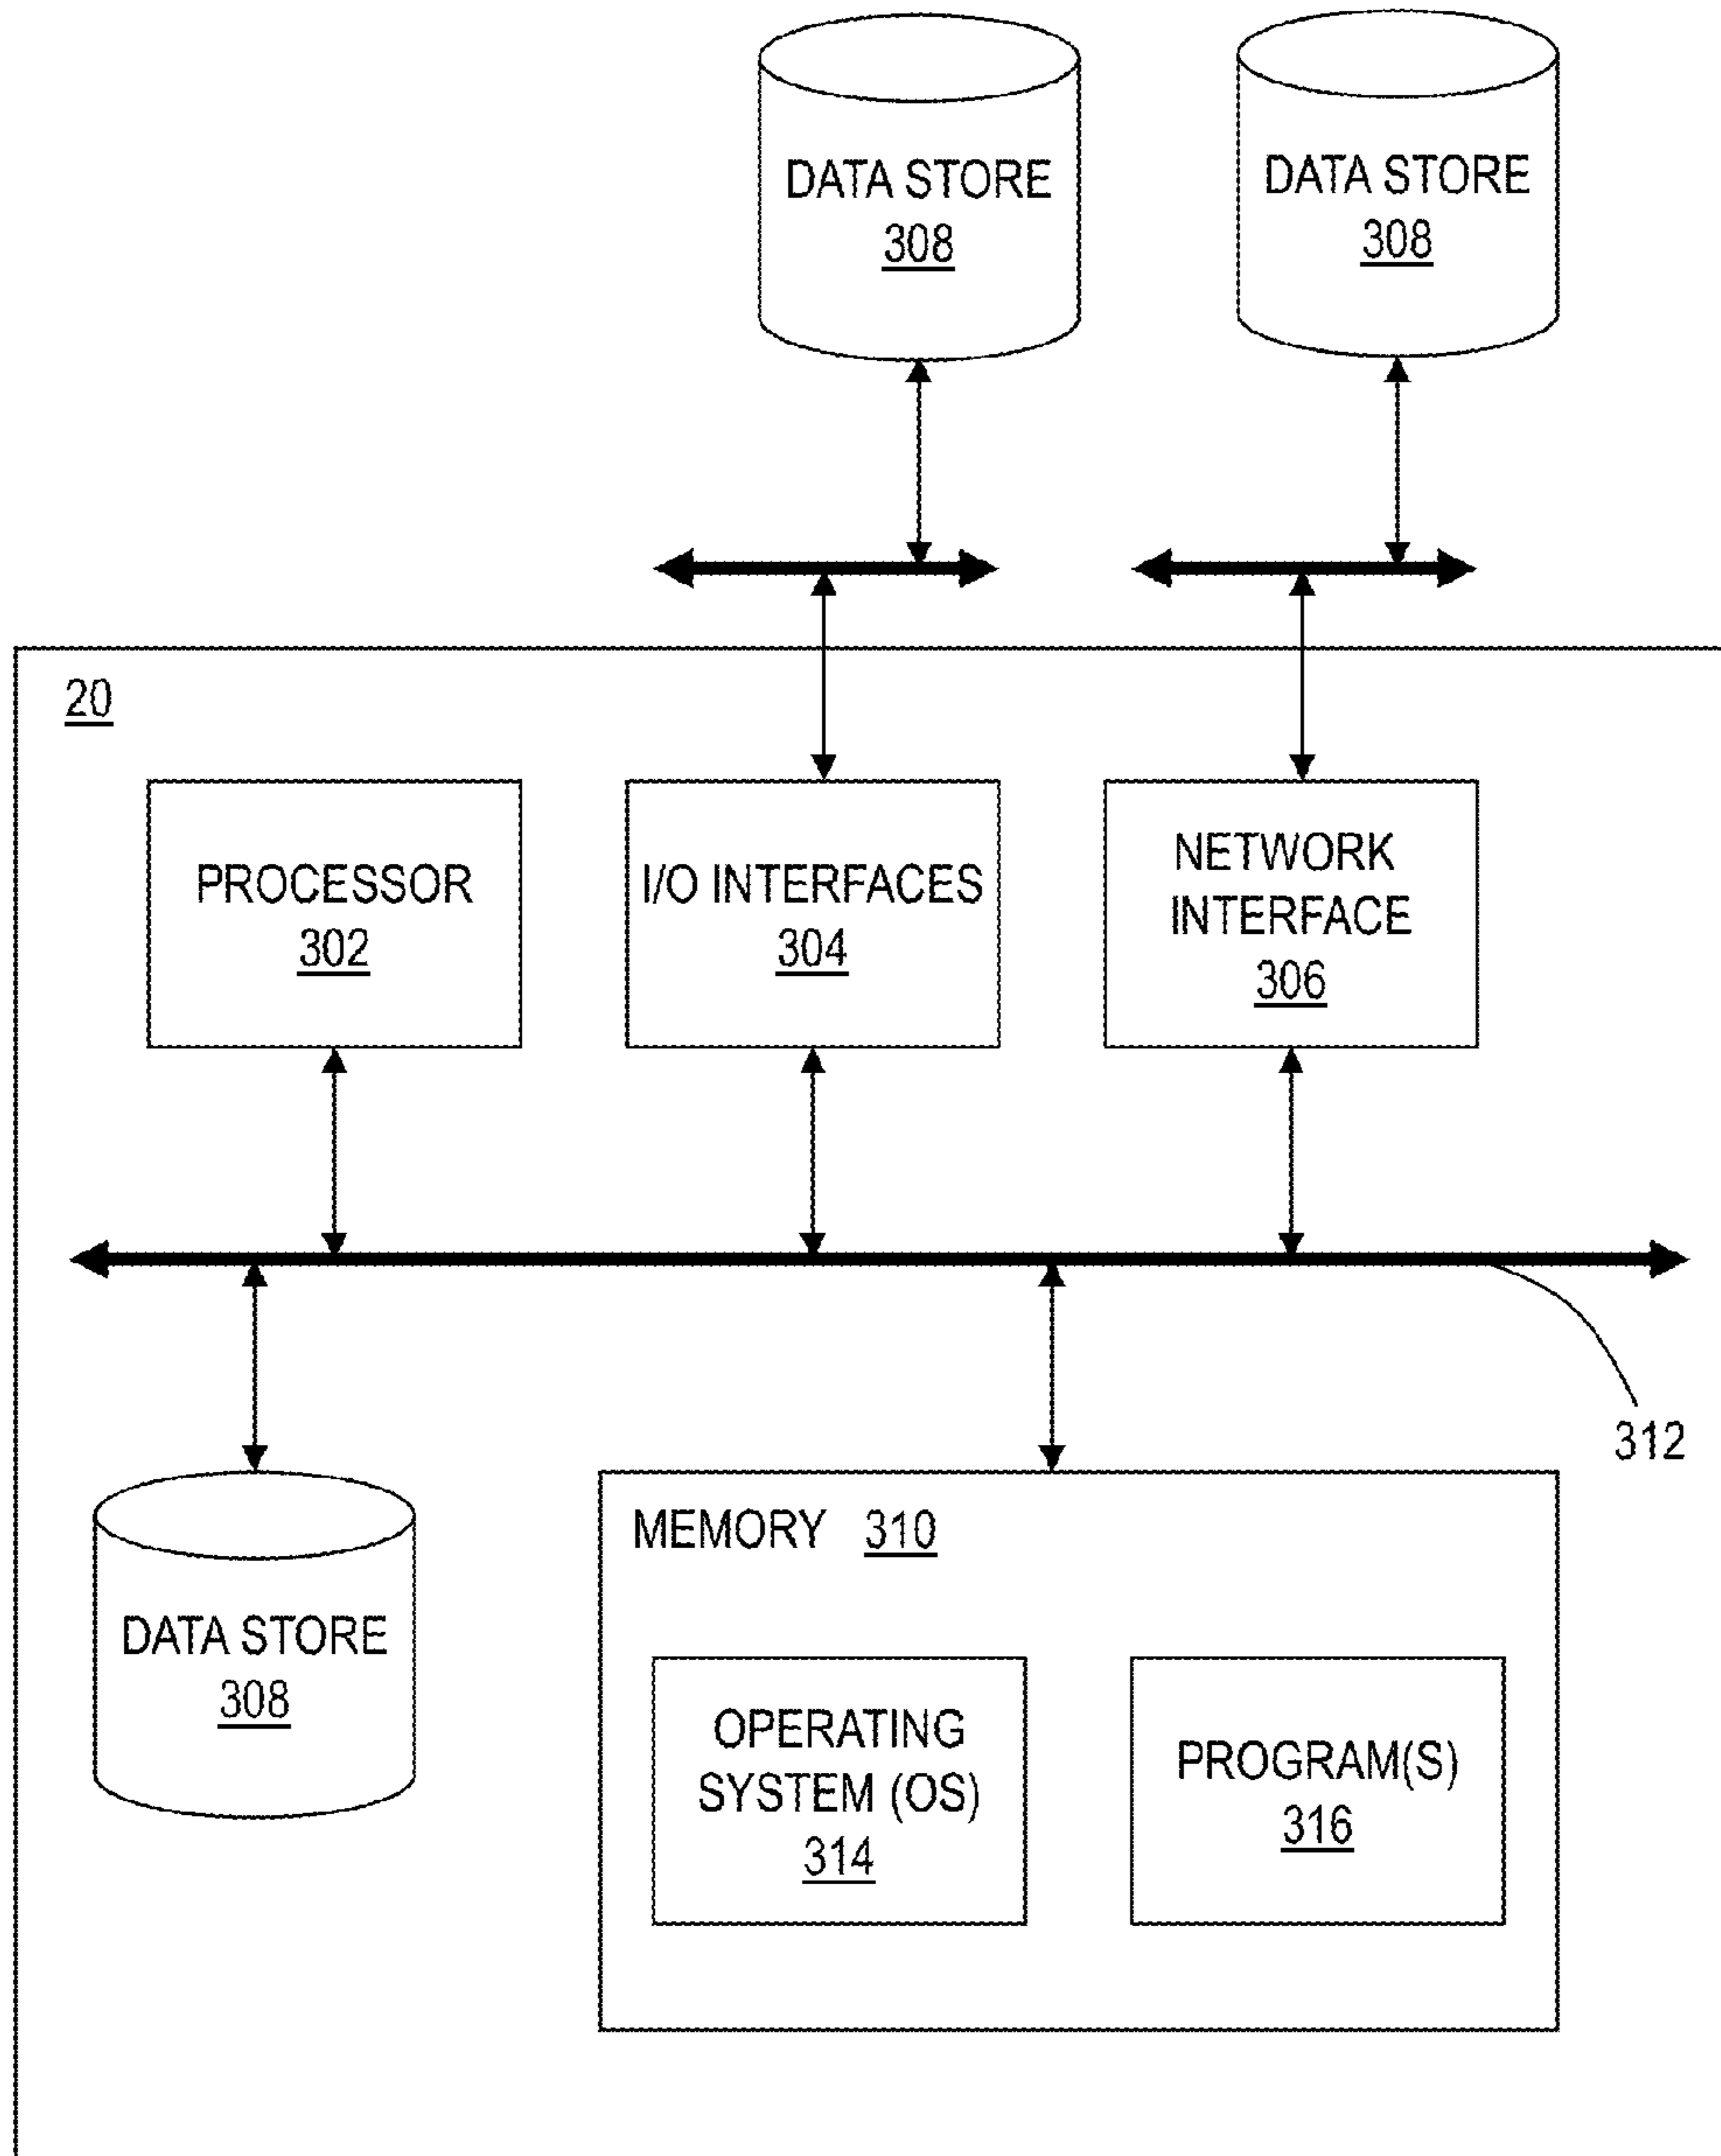 DATA STORE
308
DATA STORE
308
20
PROCESSOR
302
I/O INTERFACES
304
NETWORK
INTERFACE
306
312
DATA STORE
308
MEMORY 310
OPERATING
SYSTEM (OS)
314
PROGRAM(S)
316